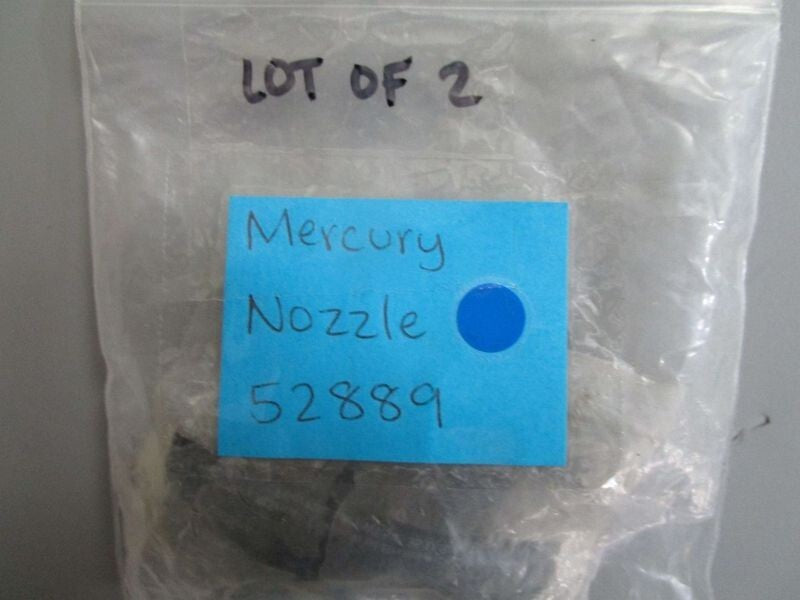 LOT OF 2
Mercury
Nozzle
52889